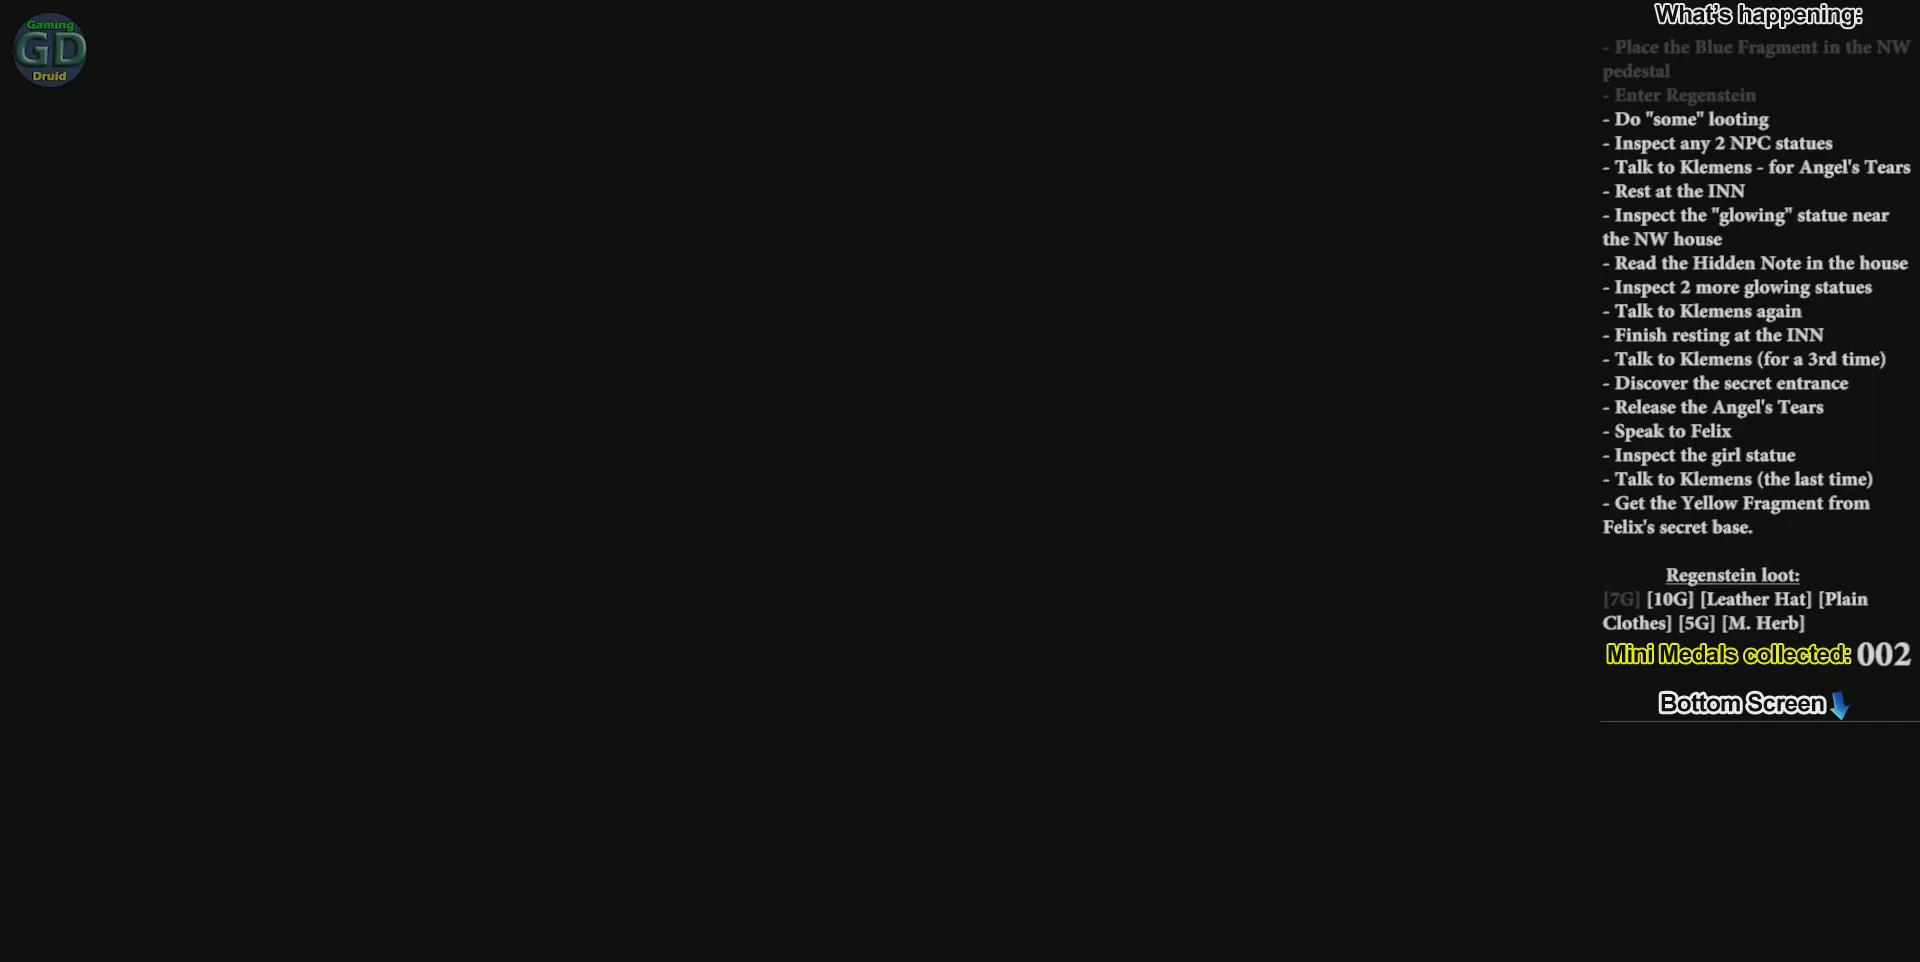 Gaming
GD
Druid
What's happening:
- Place the Blue Fragment in the NW
pedestal
- Enter Regenstein
- Do "some" looting
- Inspect any 2 NPC statues
- Talk to Klemens - for Angel's Tears
- Rest at the INN
- Inspect the "glowing" statue near
the NW house
- Read the Hidden Note in the house
- Inspect 2 more glowing statues
- Talk to Klemens again
- Finish resting at the INN
- Talk to Klemens (for a 3rd time)
- Discover the secret entrance
- Release the Angel's Tears
- Speak to Felix
- Inspect the girl statue
- Talk to Klemens (the last time)
- Get the Yellow Fragment from
Felix's secret base.
Regenstein loot:
[7G] [10G] [Leather Hat] [Plain
Clothes] [5G] [M. Herb]
Mini Medals collected: 002
Bottom Screen